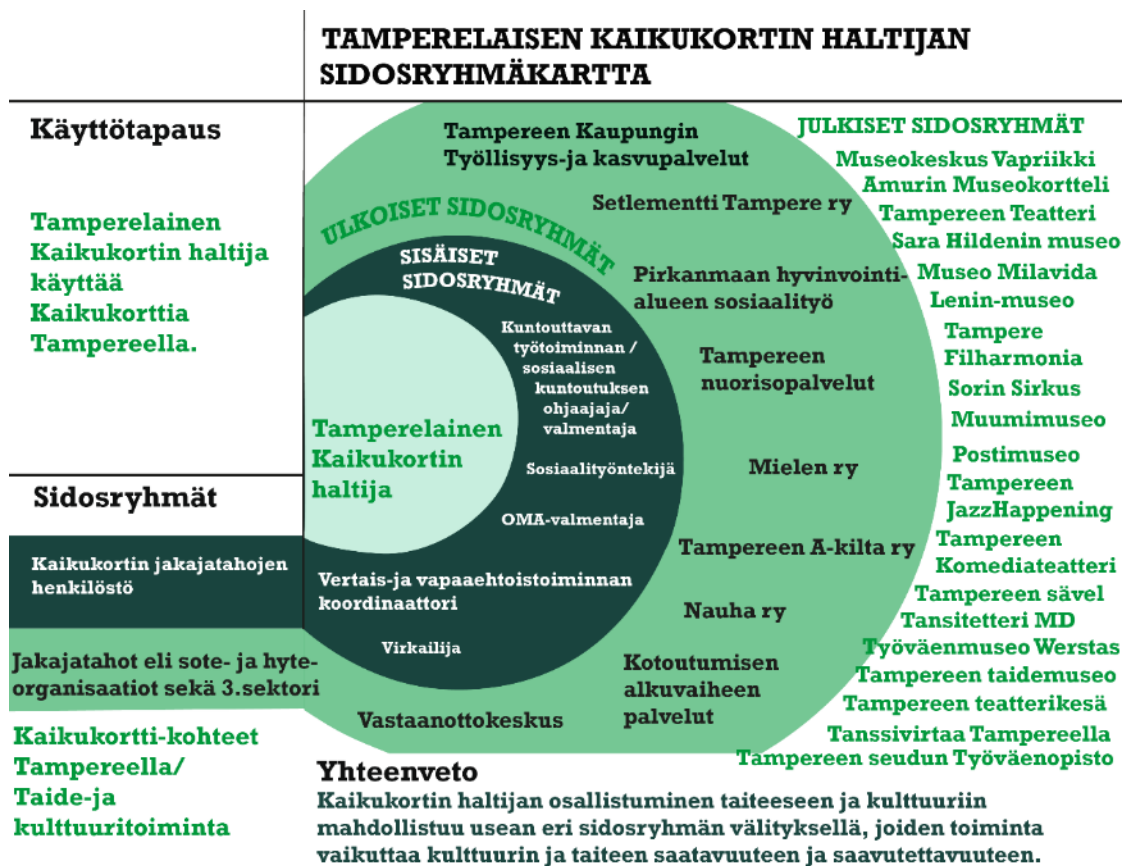 TAMPERELAISEN KAIKUKORTIN HALTIJAN
SIDOSRYHMÄKARTTA
Käyttötapaus
Tamperelainen
Kaikukortin haltija
käyttää
Kaikukorttia
Tampereella.
Sidosryhmät
Kaikukortin jakajatahojen
henkilöstö
Jakajatahot eli sote- ja hyte-
organisaatiot sekä 3.sektori
Kaikukortti-kohteet
Tampereella/
Taide-ja
kulttuuritoiminta
Tamperelainen
Kaikukortin
haltija
SISÄISET
SIDOSRYHMÄT
Kuntouttavan
työtoiminnan /
sosiaalisen
kuntoutuksen
ohjaajaja/
valmentaja
Sosiaalityöntekijä
OMA-valmentaja
Vertais-ja vapaaehtoistoiminnan
koordinaattori
Virkailija
ULKOISET SIDOSRYHMÄT
Tampereen Kaupungin
Työllisyys-ja kasvupalvelut
Setlementti Tampere ry
Pirkanmaan hyvinvointi-
alueen sosiaalityö
Tampereen
nuorisopalvelut
Mielen ry
Tampereen A-kilta ry
Nauha ry
Kotoutumisen
alkuvaiheen
palvelut
Vastaanottokeskus
JULKISET SIDOSRYHMÄT
Museokeskus Vapriikki
Amurin Museokortteli
Tampereen Teatteri
Sara Hildenin museo
Museo Milavida
Lenin-museo
Tampere
Filharmonia
Sorin Sirkus
Muumimuseo
Postimuseo
Tampereen
JazzHappening
Tampereen
Komediateatteri
Tampereen sävel
Tansitetteri MD
Työväenmuseo Werstas
Tampereen taidemuseo
Tampereen teatterikesä
Tanssivirtaa Tampereella
Tampereen seudun Työväenopisto
Yhteenveto
Kaikukortin haltijan osallistuminen taiteeseen ja kulttuuriin
mahdollistuu usean eri sidosryhmän välityksellä, joiden toiminta
vaikuttaa kulttuurin ja taiteen saatavuuteen ja saavutettavuuteen.